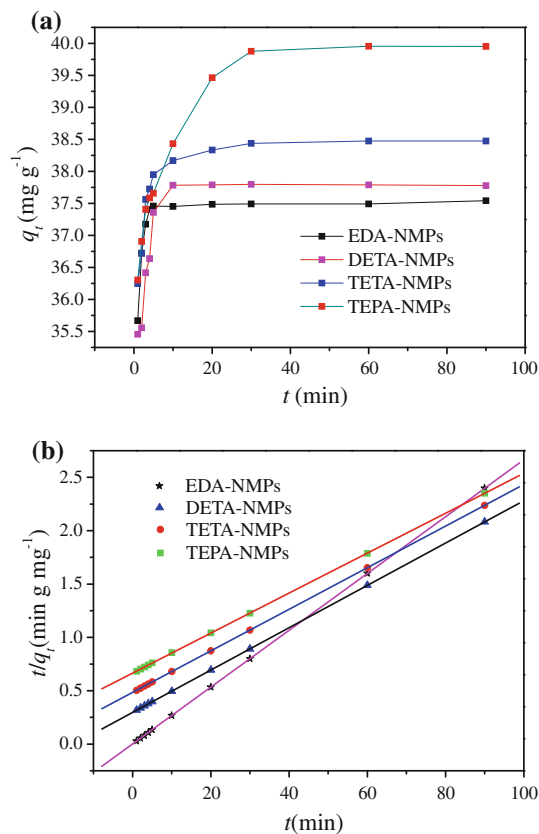 (a)
40.0
39.5
39.0
38.5
38.0
37.5
37.0
36.5
36.0
35.5
q_t (mg g⁻¹)
EDA-NMPs
DETA-NMPs
TETA-NMPs
TEPA-NMPs
0 20 40 60 80 100
t (min)
(b)
2.5
2.0
1.5
1.0
0.5
0.0
t/q_t (min g mg⁻¹)
EDA-NMPs
DETA-NMPs
TETA-NMPs
TEPA-NMPs
0 20 40 60 80 100
t (min)